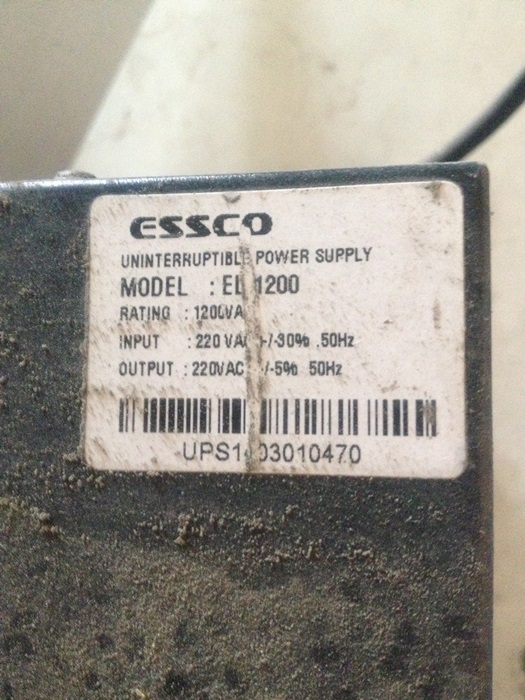 ESSCO
UNINTERRUPTIBLE POWER SUPPLY
MODEL : EL 1200
RATING : 1200VA
INPUT : 220 VAC +/-30% .50Hz
OUTPUT : 220VAC /-5% 50Hz